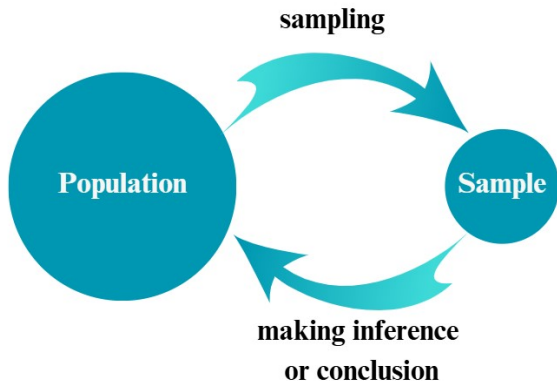 sampling
Population
Sample
making inference
or conclusion